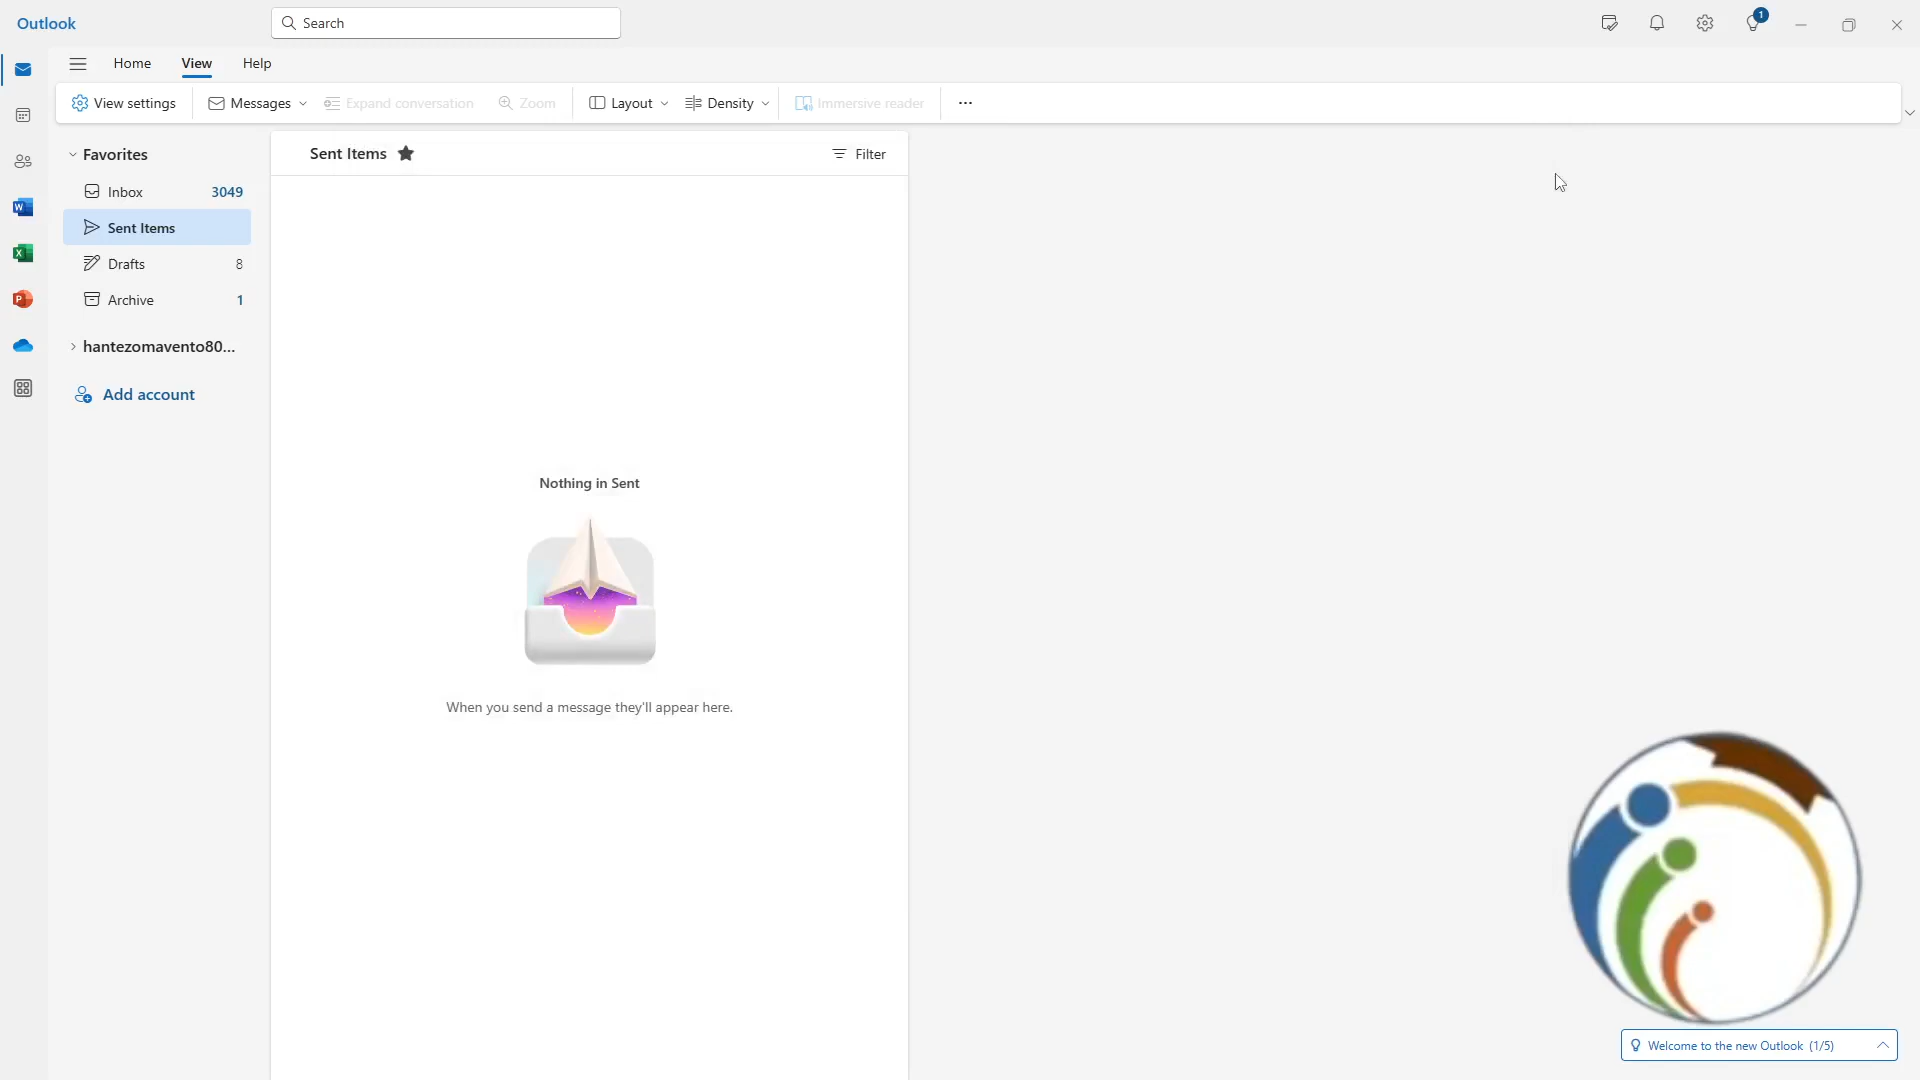 Outlook
Search
1
Home View Help
View settings Messages Expand conversation Zoom Layout Density Immersive reader ...
Favorites
Inbox 3049
Sent Items
Drafts 8
Archive 1
hantezomavento80...
Add account
Sent Items Filter
Nothing in Sent
When you send a message they'll appear here.
Welcome to the new Outlook (1/5)